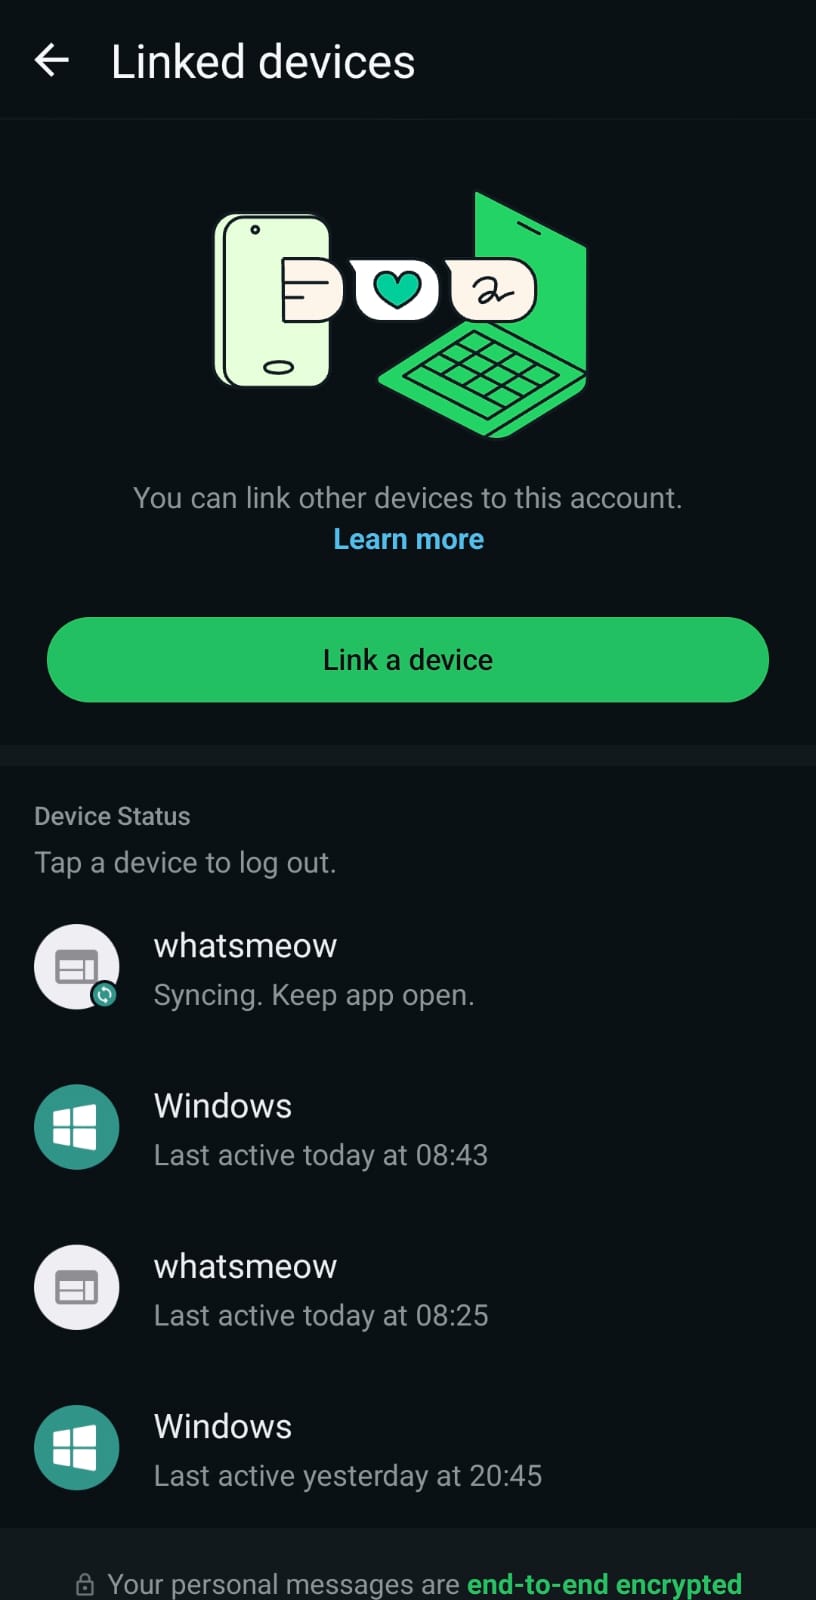 Linked devices
You can link other devices to this account.
Learn more
Link a device
Device Status
Tap a device to log out.
whatsmeow
Syncing. Keep app open.
Windows
Last active today at 08:43
whatsmeow
Last active today at 08:25
Windows
Last active yesterday at 20:45
Your personal messages are end-to-end encrypted